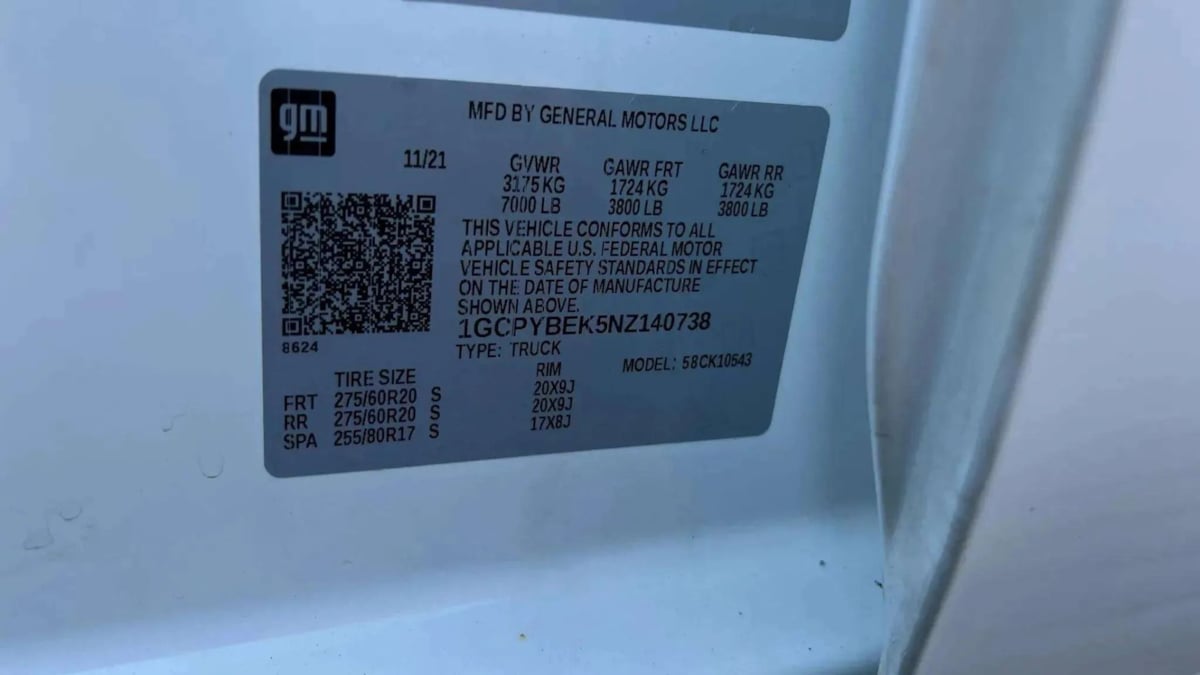 gm
MFD BY GENERAL MOTORS LLC
11/21 GVWR GAWR FRT GAWR RR
3175 KG 1724 KG 1724 KG
7000 LB 3800 LB 3800 LB
THIS VEHICLE CONFORMS TO ALL
APPLICABLE U.S. FEDERAL MOTOR
VEHICLE SAFETY STANDARDS IN EFFECT
ON THE DATE OF MANUFACTURE
SHOWN ABOVE.
1GCPYBEK5NZ140738
8624
TYPE: TRUCK MODEL: 58CK10543
TIRE SIZE RIM
FRT 275/60R20 S 20X9J
RR 275/60R20 S 20X9J
SPA 255/80R17 S 17X8J